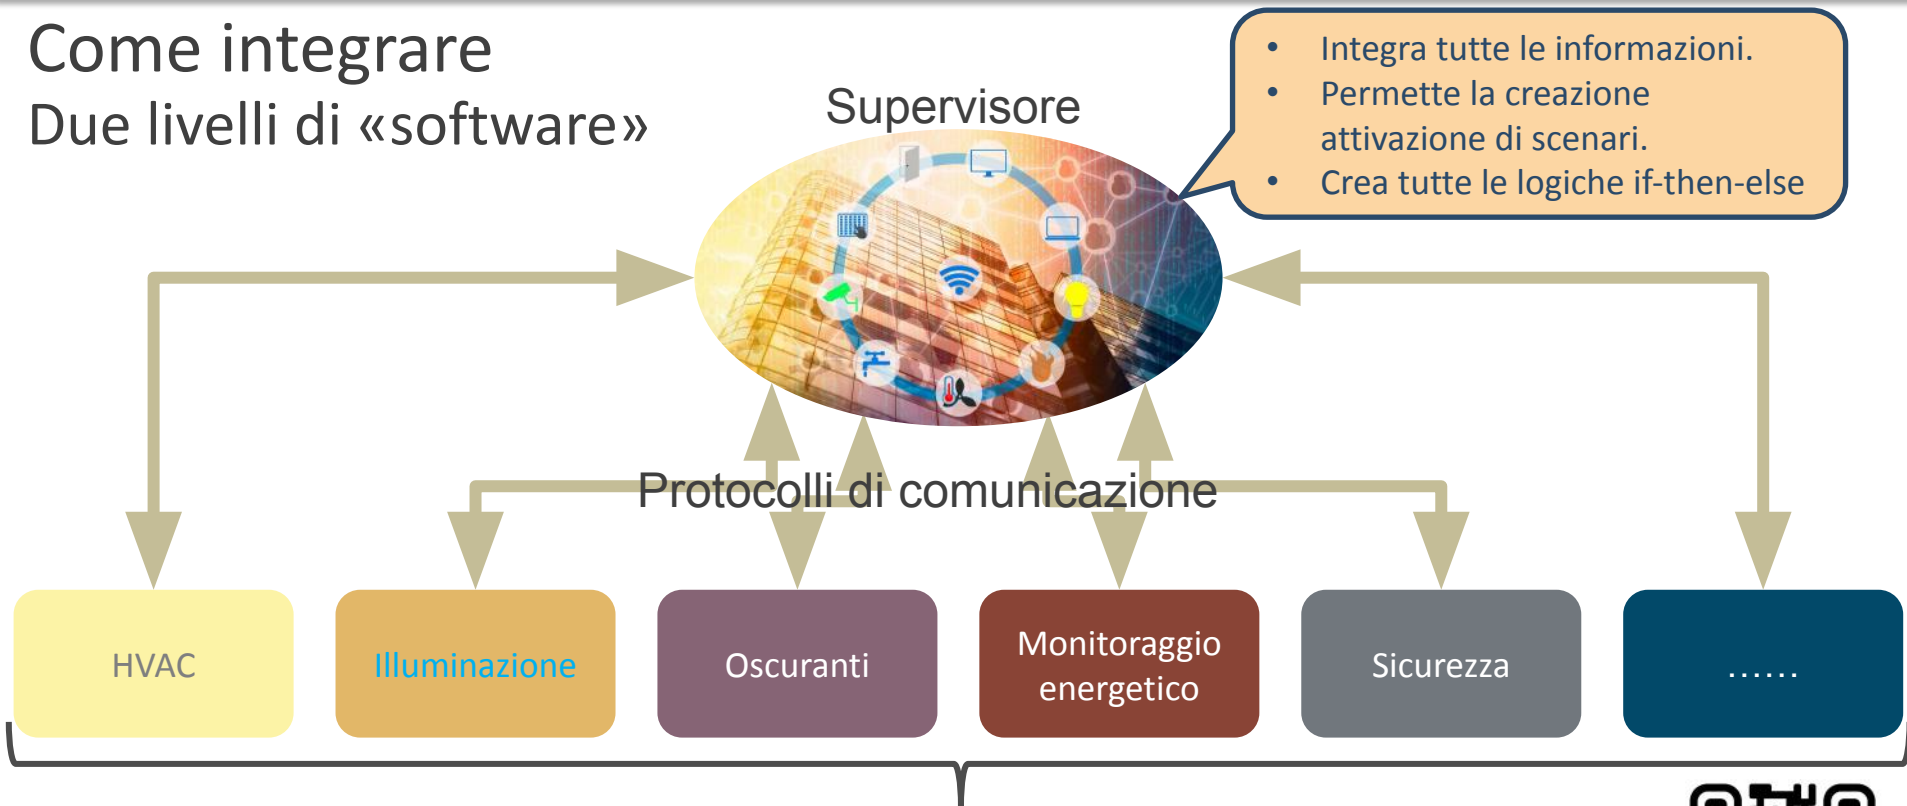 Come integrare
Due livelli di «software»
Supervisore
• Integra tutte le informazioni.
• Permette la creazione
attivazione di scenari.
• Crea tutte le logiche if-then-else
Protocolli di comunicazione
HVAC
Illuminazione
Oscuranti
Monitoraggio
energetico
Sicurezza
......